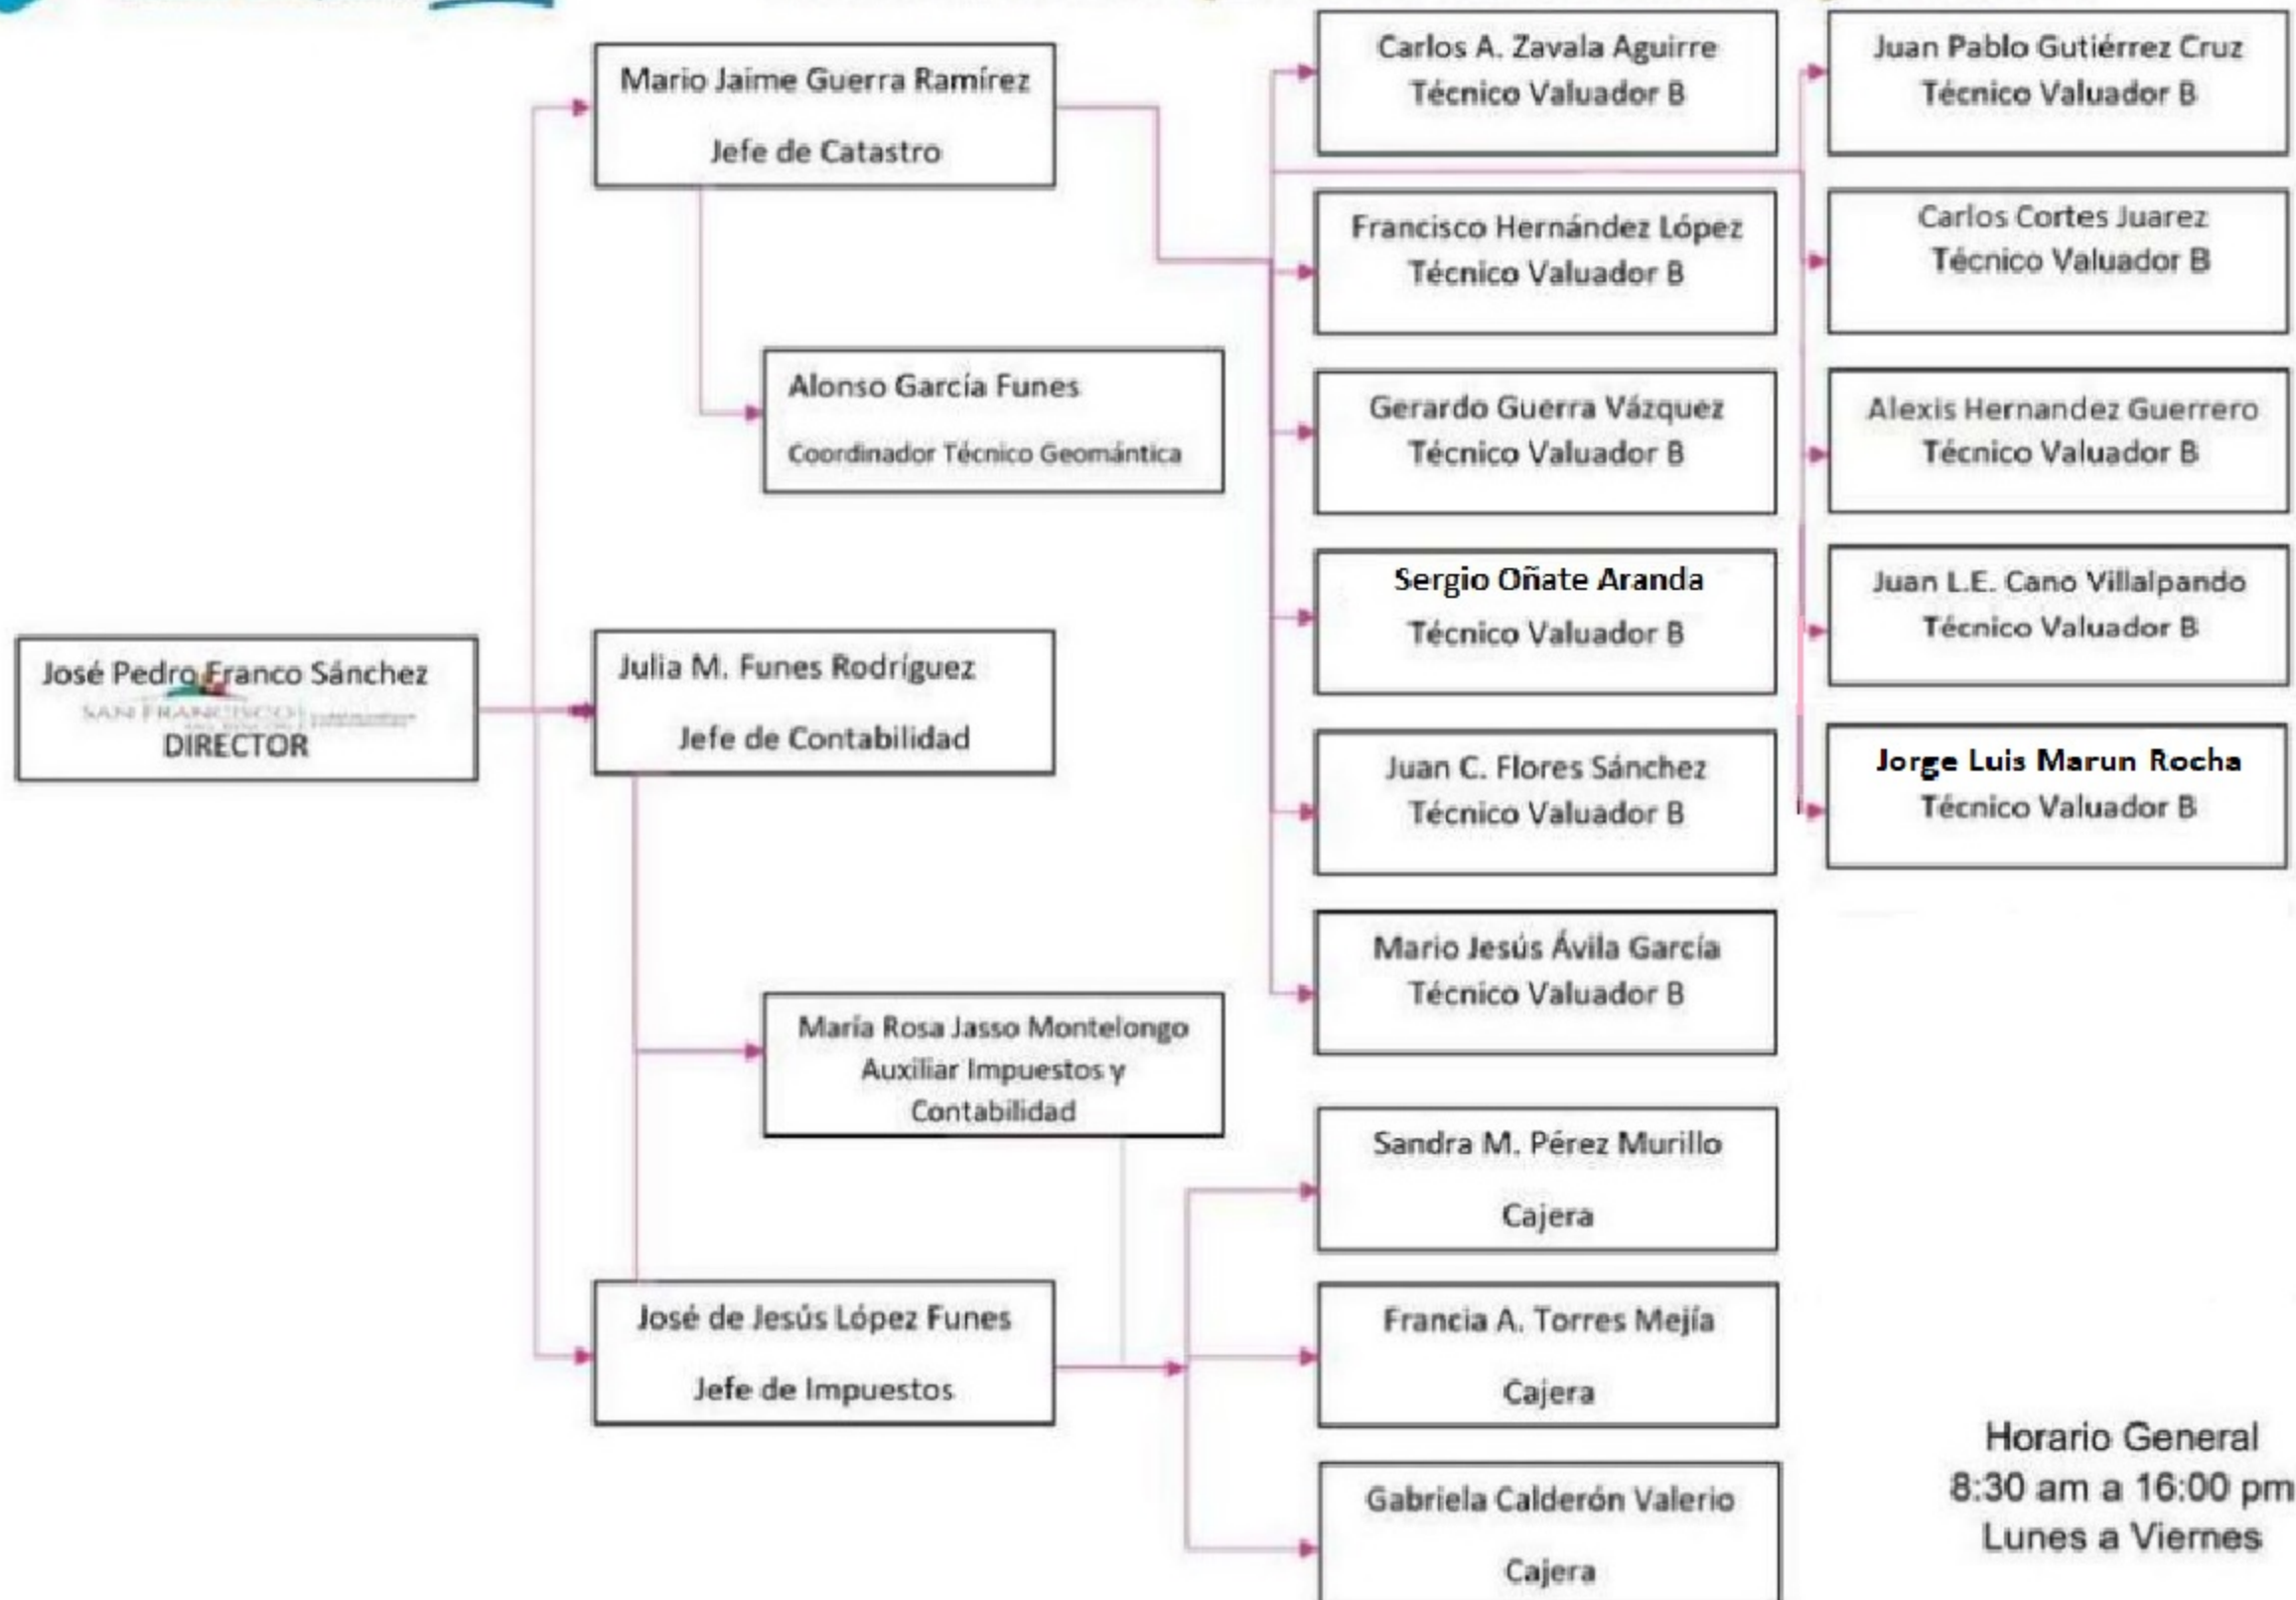 Mario Jaime Guerra Ramírez
Jefe de Catastro
Alonso García Funes
Coordinador Técnico Geomántica
José Pedro Franco Sánchez
SAN FRANCISCO
DIRECTOR
Julia M. Funes Rodríguez
Jefe de Contabilidad
María Rosa Jasso Montelongo
Auxiliar Impuestos y
Contabilidad
José de Jesús López Funes
Jefe de Impuestos
Carlos A. Zavala Aguirre
Técnico Valuador B
Francisco Hernández López
Técnico Valuador B
Gerardo Guerra Vázquez
Técnico Valuador B
Sergio Oñate Aranda
Técnico Valuador B
Juan C. Flores Sánchez
Técnico Valuador B
Mario Jesús Ávila García
Técnico Valuador B
Sandra M. Pérez Murillo
Cajera
Francia A. Torres Mejía
Cajera
Gabriela Calderón Valerio
Cajera
Juan Pablo Gutiérrez Cruz
Técnico Valuador B
Carlos Cortes Juarez
Técnico Valuador B
Alexis Hernandez Guerrero
Técnico Valuador B
Juan L.E. Cano Villalpando
Técnico Valuador B
Jorge Luis Marun Rocha
Técnico Valuador B
Horario General
8:30 am a 16:00 pm
Lunes a Viernes